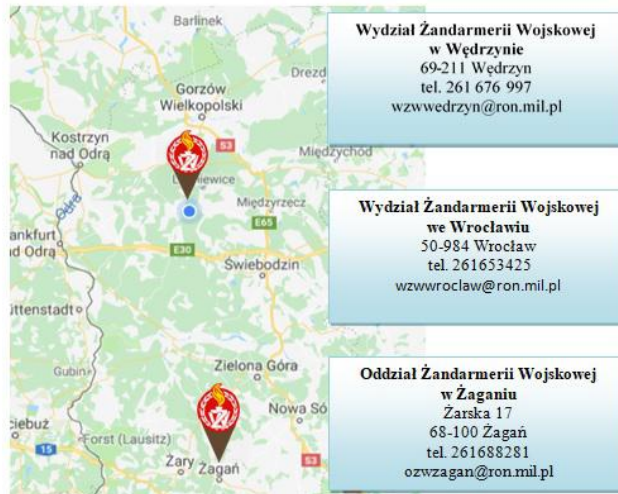 Barlinek
Drezd
Gorzów
Wielkopolski
Kostrzyn
nad Odrą
S3
Międzychód
Międzyrzecz
Odra
E65
ankfurt
d Odrą
E30
Świebodzin
üttenstadt
Zielona Góra
Gubin
Nowa Só
ciebuż
15
Forst (Lausitz)
Żary
Żagań
S3
Wydział Żandarmerii Wojskowej
w Wędrzynie
69-211 Wędrzyn
tel. 261 676 997
wzwwedrzyn@ron.mil.pl
Wydział Żandarmerii Wojskowej
we Wrocławiu
50-984 Wrocław
tel. 261653425
wzwwroclaw@ron.mil.pl
Oddział Żandarmerii Wojskowej
w Żaganiu
Żarska 17
68-100 Żagań
tel. 261688281
ozwzagan@ron.mil.pl